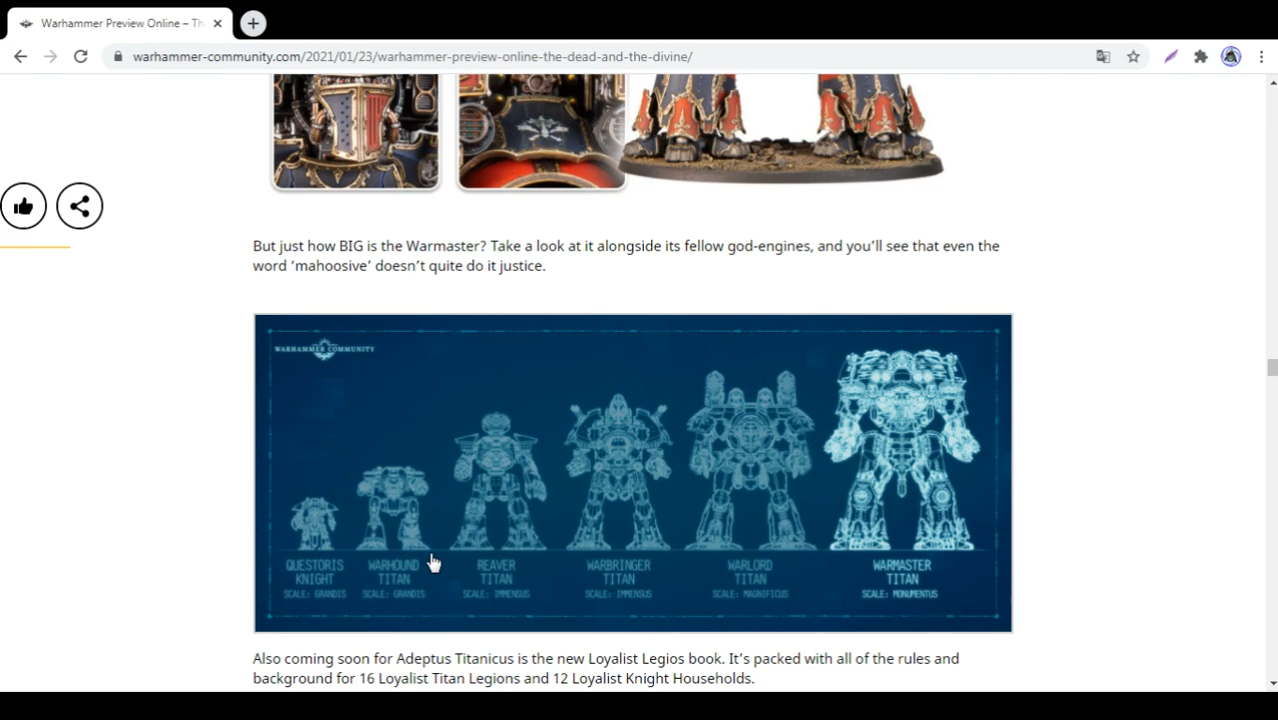 Warhammer Preview Online – Th
warhammer-community.com/2021/01/23/warhammer-preview-online-the-dead-and-the-divine/
But just how BIG is the Warmaster? Take a look at it alongside its fellow god-engines, and you’ll see that even the
word ‘mahoosive’ doesn’t quite do it justice.
WARHAMMER COMMUNITY
QUESTORIS KNIGHT
SCALE: GRANDIS
WARHOUND TITAN
SCALE: GRANDIS
REAVER TITAN
SCALE: IMMENSUS
WARBRINGER TITAN
SCALE: IMMENSUS
WARLORD TITAN
SCALE: MAGNIFICUS
WARMASTER TITAN
SCALE: MONUMENTUS
Also coming soon for Adeptus Titanicus is the new Loyalist Legios book. It’s packed with all of the rules and
background for 16 Loyalist Titan Legions and 12 Loyalist Knight Households.